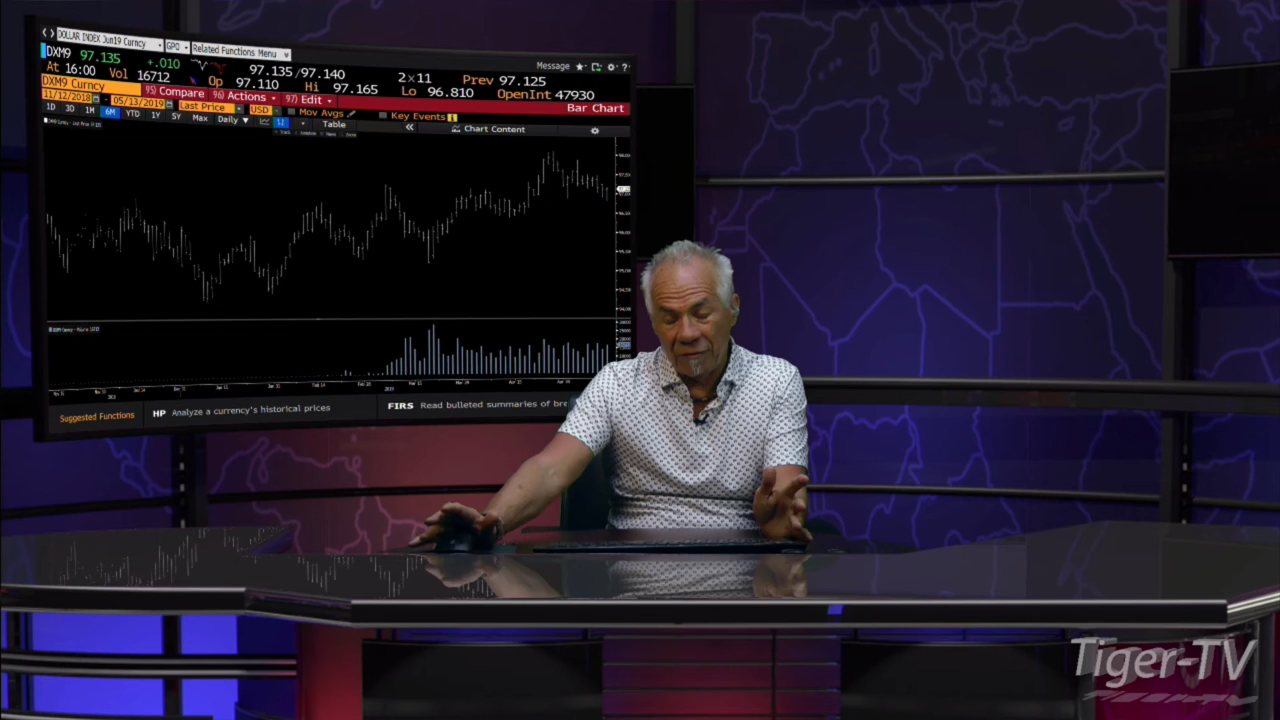 < > DOLLAR INDEX Jun19 Curncy GPO Related Functions Menu
Message ?
DXM9 97.135 +.010 97.135/97.140 2x11 Prev 97.125
At 16:00 Vol 16712 Op 97.110 Hi 97.165 Lo 96.810 OpenInt 47930
DXM9 Curncy 95) Compare 96) Actions 97) Edit Bar Chart
11/12/2018 - 05/13/2019 Last Price USD Mov Avgs Key Events
1D 3D 1M 6M YTD 1Y 5Y Max Daily Table « Chart Content
Suggested Functions HP Analyze a currency's historical prices FIRS Read bulleted summaries of bre
Tiger-TV